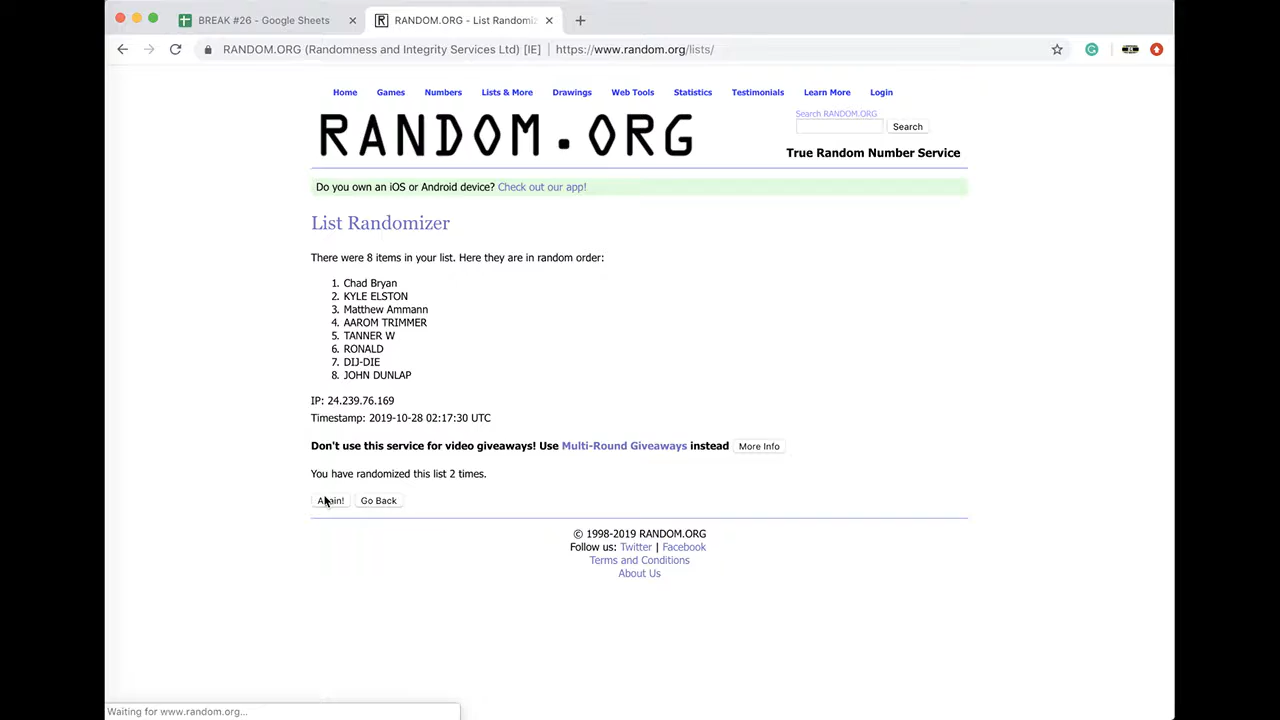 BREAK #26 - Google Sheets
RANDOM.ORG - List Randomiz
RANDOM.ORG (Randomness and Integrity Services Ltd) [IE] | https://www.random.org/lists/
Home Games Numbers Lists & More Drawings Web Tools Statistics Testimonials Learn More Login
RANDOM.ORG
Search RANDOM.ORG
Search
True Random Number Service
Do you own an iOS or Android device? Check out our app!
List Randomizer
There were 8 items in your list. Here they are in random order:
1. Chad Bryan
2. KYLE ELSTON
3. Matthew Ammann
4. AAROM TRIMMER
5. TANNER W
6. RONALD
7. DIJ-DIE
8. JOHN DUNLAP
IP: 24.239.76.169
Timestamp: 2019-10-28 02:17:30 UTC
Don't use this service for video giveaways! Use Multi-Round Giveaways instead More Info
You have randomized this list 2 times.
Again! Go Back
© 1998-2019 RANDOM.ORG
Follow us: Twitter | Facebook
Terms and Conditions
About Us
Waiting for www.random.org...